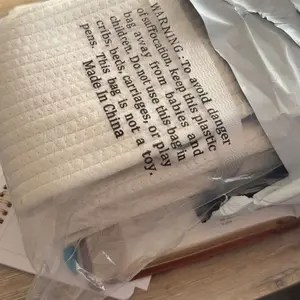 WARNING: To avoid danger
of suffocation, keep this plastic
bag away from babies and
children. Do not use this bag in
cribs, beds, carriages, or play
pens. This bag is not a toy.
Made In China